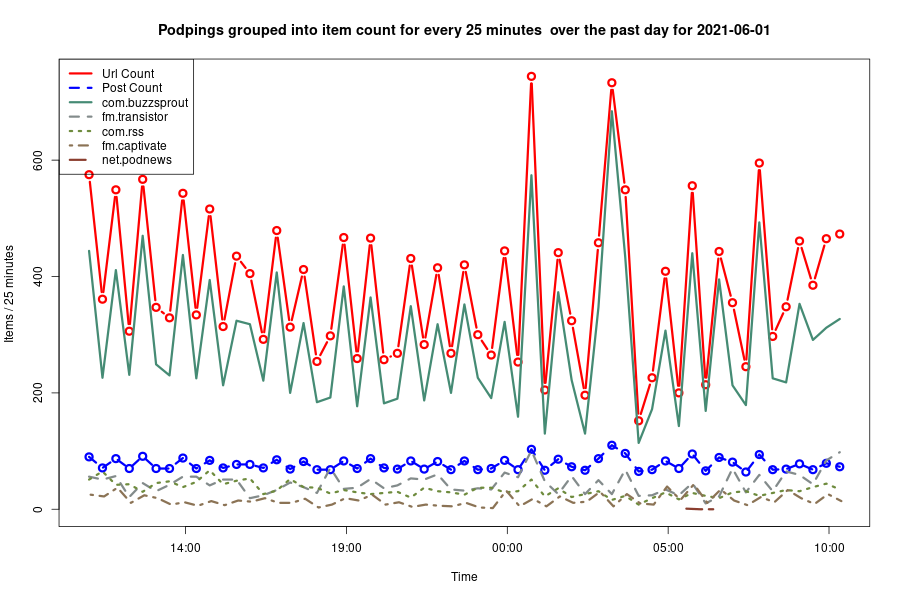 Podpings grouped into item count for every 25 minutes  over the past day for 2021-06-01
Url Count
Post Count
com.buzzsprout
fm.transistor
com.rss
fm.captivate
net.podnews
Items / 25 minutes
600
400
200
0
14:00 19:00 00:00 05:00 10:00
Time